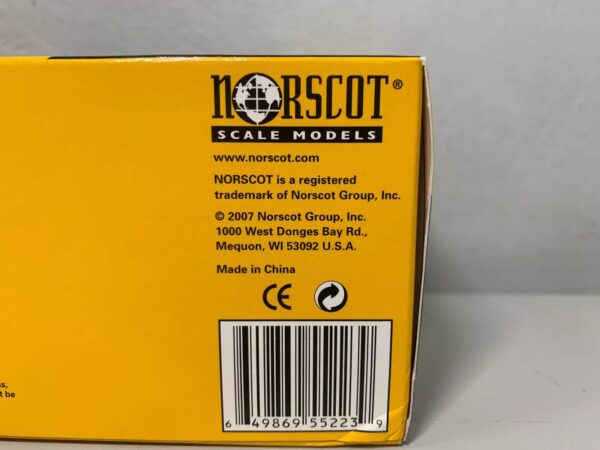 NORSCOT®
SCALE MODELS
www.norscot.com
NORSCOT is a registered
trademark of Norscot Group, Inc.
© 2007 Norscot Group, Inc.
1000 West Donges Bay Rd.,
Mequon, WI 53092 U.S.A.
Made in China
CE
6 49869 55223 9
be